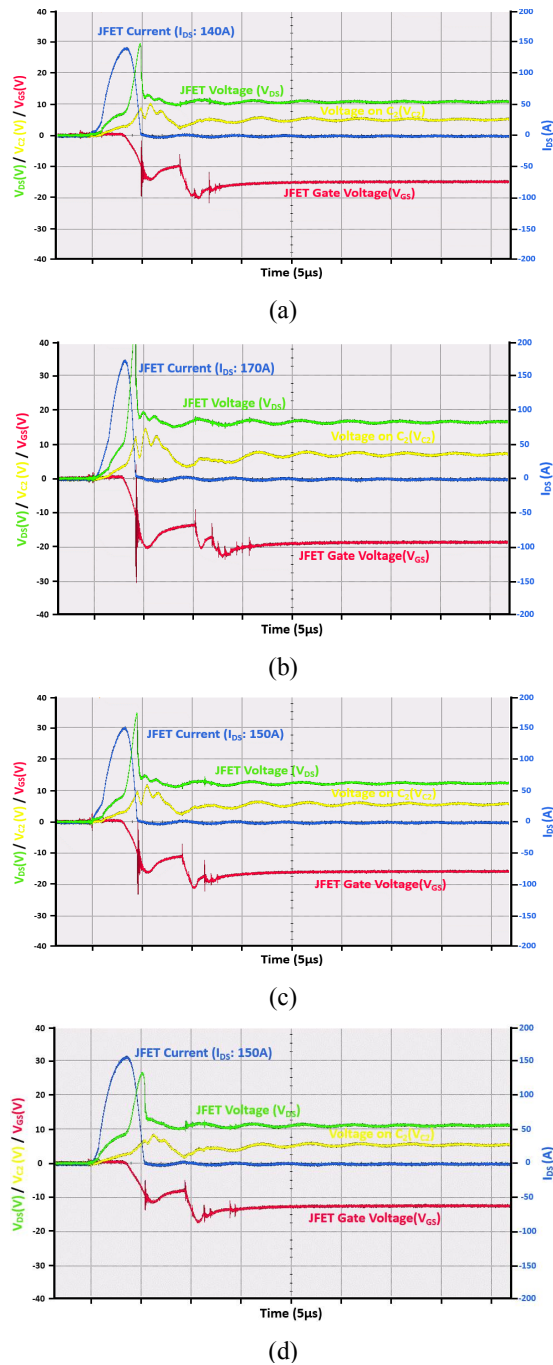 JFET Current (IDS: 140A)
JFET Voltage (VDS)
Voltage on C2(VC2)
JFET Gate Voltage(VGS)
VDS(V) / VC2 (V) / VGS(V)
IDS (A)
40
30
20
10
0
-10
-20
-30
-40
200
150
100
50
0
-50
-100
-150
-200
Time (5µs)
(a)
JFET Current (IDS: 170A)
JFET Voltage (VDS)
Voltage on C2(VC2)
JFET Gate Voltage(VGS)
VDS(V) / VC2 (V) / VGS(V)
IDS (A)
40
30
20
10
0
-10
-20
-30
-40
200
150
100
50
0
-50
-100
-150
-200
Time (5µs)
(b)
JFET Current (IDS: 150A)
JFET Voltage (VDS)
Voltage on C2(VC2)
JFET Gate Voltage(VGS)
VDS(V) / VC2 (V) / VGS(V)
IDS (A)
40
30
20
10
0
-10
-20
-30
-40
200
150
100
50
0
-50
-100
-150
-200
Time (5µs)
(c)
JFET Current (IDS: 150A)
JFET Voltage (VDS)
Voltage on C2(VC2)
JFET Gate Voltage(VGS)
VDS(V) / VC2 (V) / VGS(V)
IDS (A)
40
30
20
10
0
-10
-20
-30
-40
200
150
100
50
0
-50
-100
-150
-200
Time (5µs)
(d)